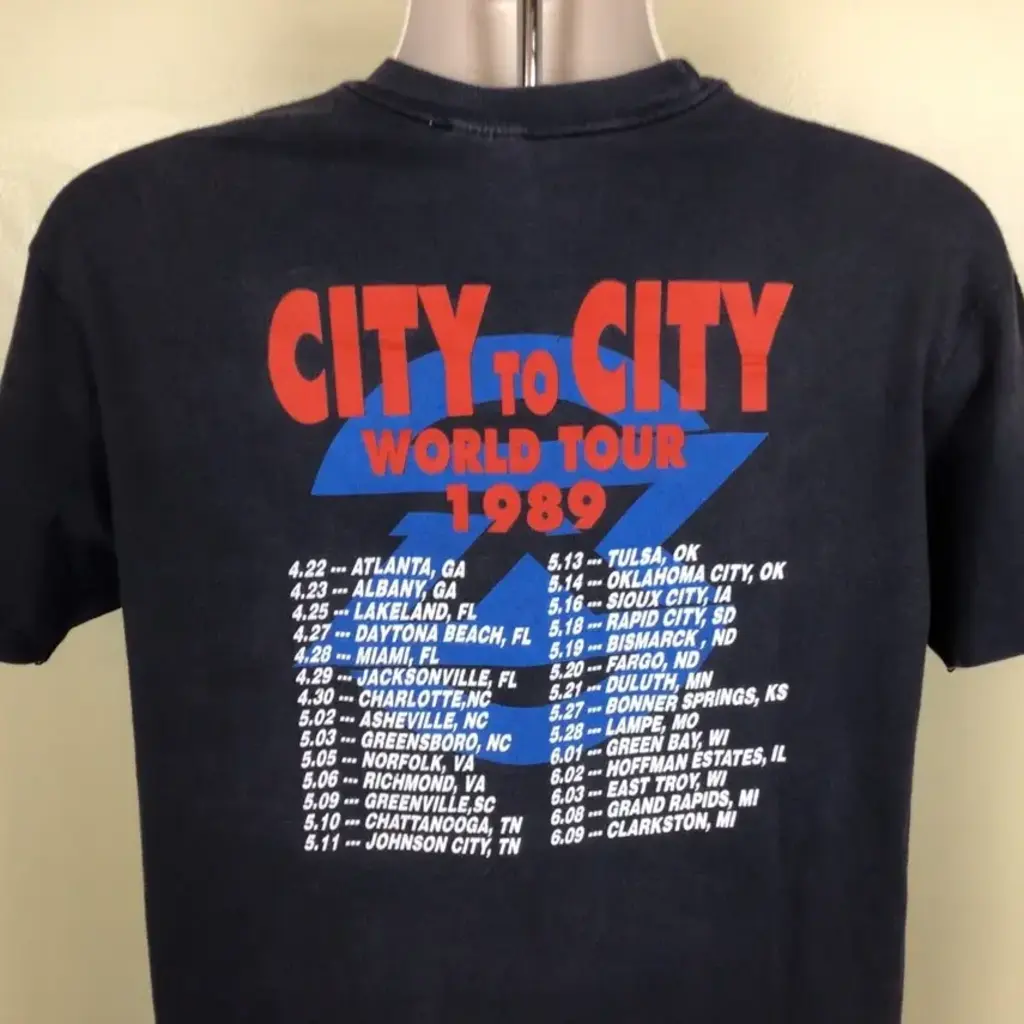 CITY TO CITY
WORLD TOUR
1989
4.22 --- ATLANTA, GA
4.23 --- ALBANY, GA
4.25 --- LAKELAND, FL
4.27 --- DAYTONA BEACH, FL
4.28 --- MIAMI, FL
4.29 --- JACKSONVILLE, FL
4.30 --- CHARLOTTE,NC
5.02 --- ASHEVILLE, NC
5.03 --- GREENSBORO, NC
5.05 --- NORFOLK, VA
5.06 --- RICHMOND, VA
5.09 --- GREENVILLE,SC
5.10 --- CHATTANOOGA, TN
5.11 --- JOHNSON CITY, TN
5.13 --- TULSA, OK
5.14 --- OKLAHOMA CITY, OK
5.16 --- SIOUX CITY, IA
5.18 --- RAPID CITY, SD
5.19 --- BISMARCK , ND
5.20 --- FARGO, ND
5.21 --- DULUTH, MN
5.27 --- BONNER SPRINGS, KS
5.28 --- LAMPE, MO
6.01 --- GREEN BAY, WI
6.02 --- HOFFMAN ESTATES, IL
6.03 --- EAST TROY, WI
6.08 --- GRAND RAPIDS, MI
6.09 --- CLARKSTON, MI